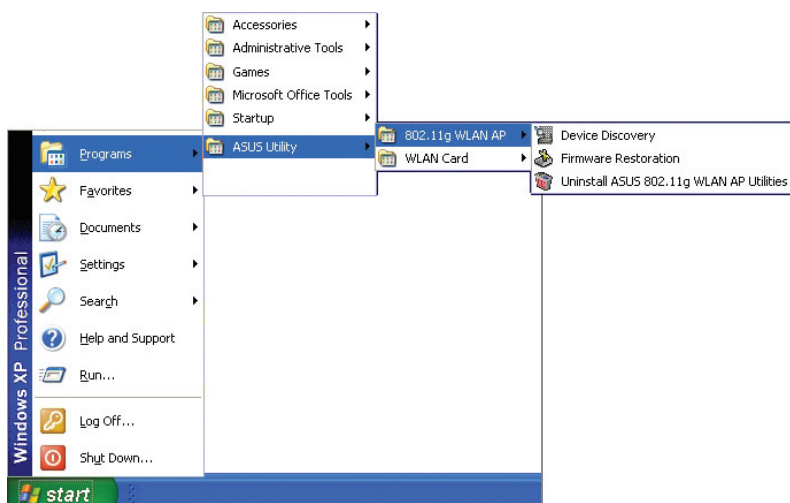 Accessories
Administrative Tools
Games
Microsoft Office Tools
Startup
ASUS Utility
802.11g WLAN AP
WLAN Card
Device Discovery
Firmware Restoration
Uninstall ASUS 802.11g WLAN AP Utilities
Programs
Favorites
Documents
Settings
Search
Help and Support
Run...
Log Off...
Shut Down...
Windows XP Professional
start